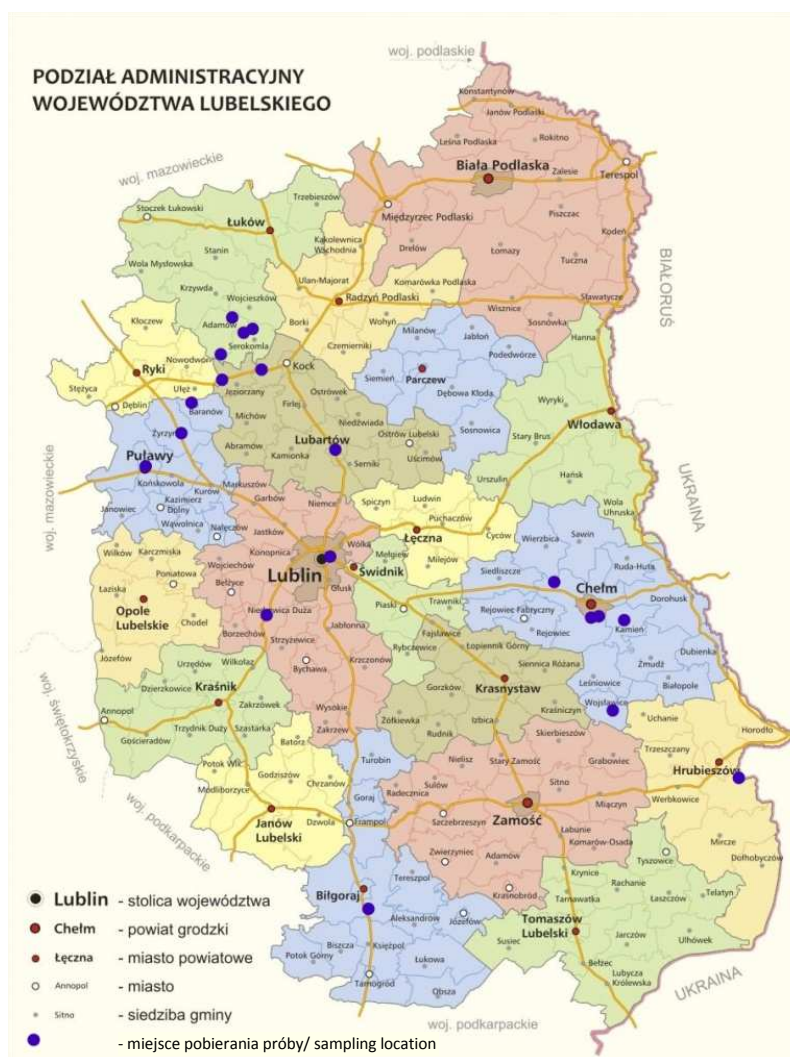 woj. podlaskie
PODZIAŁ ADMINISTRACYJNY
WOJEWÓDZTWA LUBELSKIEGO
Konstantynów
Janów Podlaski
Leśna Podlaska
Rokitno
woj. mazowieckie
Biała Podlaska
Zalesie
Terespol
Trzebieszów
Stoczek Łukowski
Międzyrzec Podlaski
Piszczac
Łuków
Kąkolewnica
Wschodnia
Drelów
Łomazy
Kodeń
Stanin
Tuczna
BIAŁORUŚ
Wola Mysłowska
Ulan-Majorat
Komarówka Podlaska
Krzywda
Wojcieszków
Radzyń Podlaski
Sławatycze
Wisznice
Adamów
Borki
Wohyń
Sosnówka
Kłoczew
Milanów
Jabłoń
Hanna
Serokomla
Czemierniki
Podedwórze
Nowodwór
Kock
Siemień
Parczew
Ryki
Stężyca
Ułęż
Jeziorzany
Ostrówek
Dębowa Kłoda
Wyryki
Dęblin
Baranów
Firlej
Michów
Niedźwiada
Włodawa
Żyrzyn
Lubartów
Ostrów Lubelski
Sosnowica
Stary Brus
Abramów
Kamionka
Uścimów
Puławy
Serniki
Hańsk
UKRAINA
Końskowola
Markuszów
Urszulin
Kurów
Garbów
Niemce
Spiczyn
Ludwin
Wola
Uhruska
Janowiec
Kazimierz
Dolny
Puchaczów
woj. mazowieckie
Wąwolnica
Nałęczów
Jastków
Łęczna
Cyców
Wierzbica
Sawin
Wólka
Wilków
Karczmiska
Konopnica
Mełgiew
Milejów
Ruda-Huta
Poniatowa
Wojciechów
Lublin
Świdnik
Siedliszcze
Chełm
Łaziska
Bełżyce
Głusk
Trawniki
Dorohusk
Opole
Lubelskie
Niedrzwica Duża
Piaski
Rejowiec Fabryczny
Chodel
Jabłonna
Rejowiec
Kamień
Borzechów
Strzyżewice
Fajsławice
Józefów
Rybczewice
Łopiennik Górny
Dubienka
Urzędów
Wilkołaz
Krzczonów
Siennica Różana
Żmudź
Bychawa
Leśniowice
woj. świętokrzyskie
Dzierzkowice
Kraśnik
Gorzków
Krasnystaw
Białopole
Annopol
Zakrzówek
Kraśniczyn
Wojsławice
Wysokie
Żółkiewka
Izbica
Uchanie
Gościeradów
Trzydnik Duży
Szastarka
Zakrzew
Rudnik
Horodło
Batorz
Turobin
Skierbieszów
Trzeszczany
Potok Wlk.
Nielisz
Stary Zamość
Grabowiec
Godziszów
Chrzanów
Radecznica
Sułów
Hrubieszów
Modliborzyce
Goraj
Sitno
Miączyn
Werbkowice
woj. podkarpackie
Janów
Lubelski
Dzwola
Frampol
Szczebrzeszyn
Zamość
Łabunie
Mircze
Zwierzyniec
Adamów
Komarów-Osada
Tyszowce
Dołhobyczów
Tereszpol
Krynice
Rachanie
Biłgoraj
Krasnobród
Tarnawatka
Łaszczów
Telatyn
Aleksandrów
Józefów
Tomaszów
Lubelski
Biszcza
Księżpol
Susiec
Jarczów
Ulhówek
Potok Górny
Łukowa
Bełżec
Tarnogród
Obsza
Lubycza
Królewska
UKRAINA
woj. podkarpackie
Lublin - stolica województwa
Chełm - powiat grodzki
Łęczna - miasto powiatowe
Annopol - miasto
Sitno - siedziba gminy
- miejsce pobierania próby/ sampling location